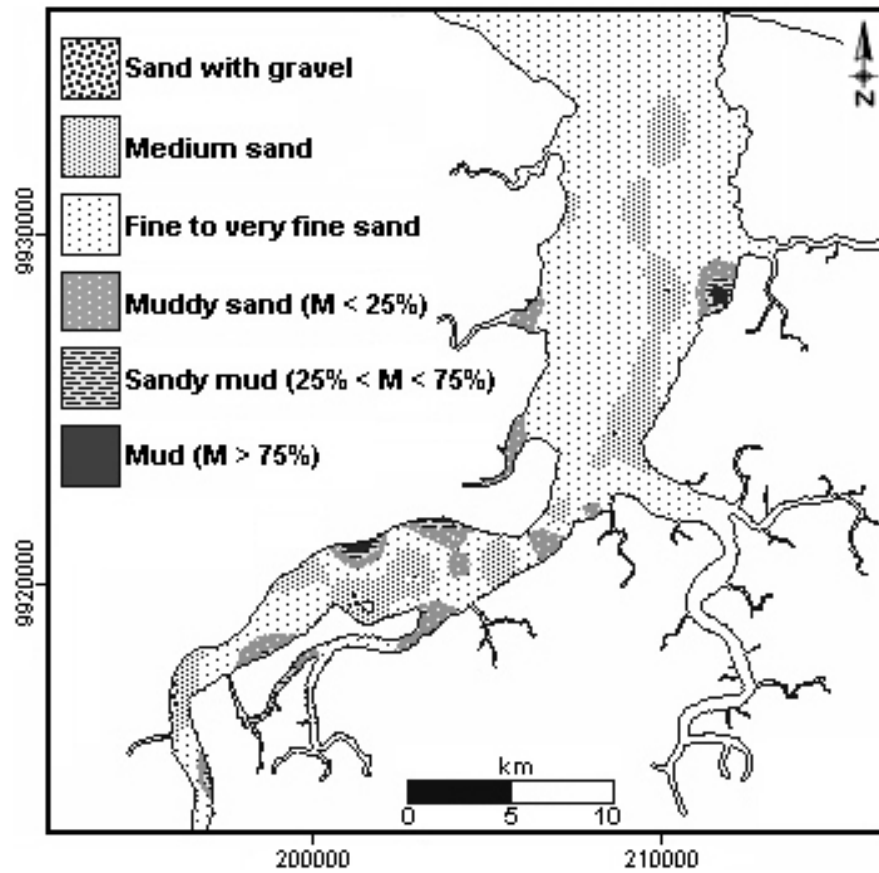 Sand with gravel
Medium sand
Fine to very fine sand
Muddy sand (M < 25%)
Sandy mud (25% < M < 75%)
Mud (M > 75%)
N
9930000
9920000
km
0 5 10
200000 210000